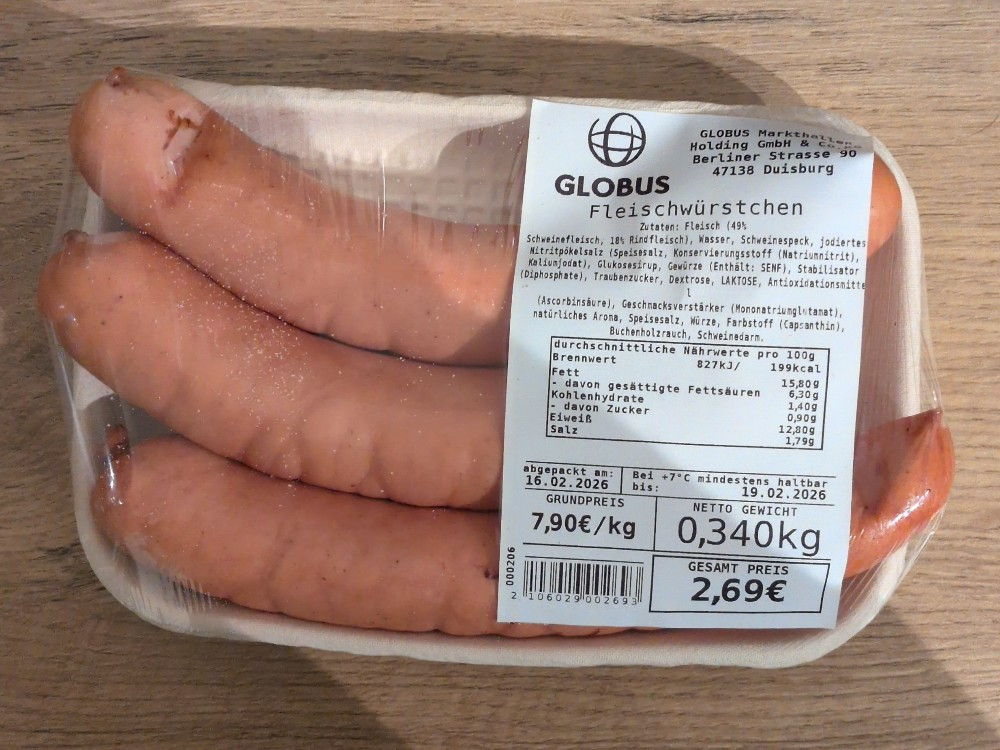 GLOBUS
GLOBUS Markthallen
Holding GmbH & Co.
Berliner Strasse 90
47138 Duisburg
Fleischwürstchen
Zutaten: Fleisch (49%
Schweinefleisch, 18% Rindfleisch), Wasser, Schweinespeck, jodiertes
Nitritpökelsalz (Speisesalz, Konservierungsstoff (Natriumnitrit),
Kaliumjodat), Glukosesirup, Gewürze (Enthält: SENF), Stabilisator
(Diphosphate), Traubenzucker, Dextrose, LAKTOSE, Antioxidationsmitte
l
(Ascorbinsäure), Geschmacksverstärker (Mononatriumglutamat),
natürliches Aroma, Speisesalz, Würze, Farbstoff (Capsanthin),
Buchenholzrauch, Schweinedarm.
durchschnittliche Nährwerte pro 100g
Brennwert 827kJ/ 199kcal
Fett 15,80g
- davon gesättigte Fettsäuren 6,30g
Kohlenhydrate 1,40g
- davon Zucker 0,90g
Eiweiß 12,80g
Salz 1,79g
abgepackt am:
16.02.2026
Bei +7°C mindestens haltbar
bis: 19.02.2026
GRUNDPREIS
7,90€/kg
NETTO GEWICHT
0,340kg
GESAMT PREIS
2,69€
000206
2 106029 002693